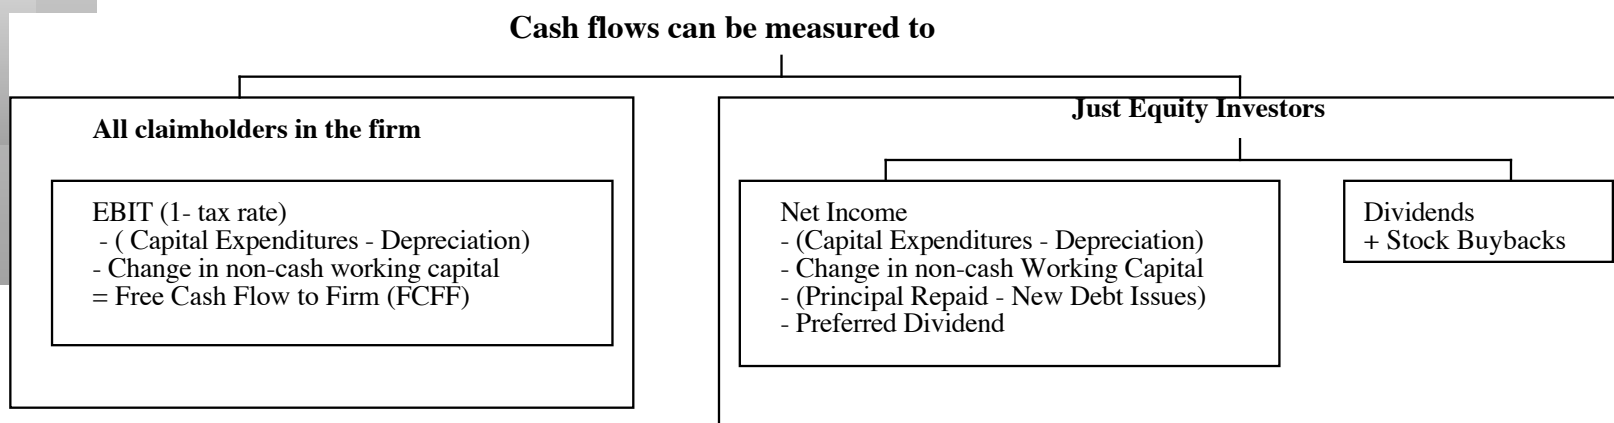 Cash flows can be measured to
All claimholders in the firm
EBIT (1- tax rate)
- ( Capital Expenditures - Depreciation)
- Change in non-cash working capital
= Free Cash Flow to Firm (FCFF)
Just Equity Investors
Net Income
- (Capital Expenditures - Depreciation)
- Change in non-cash Working Capital
- (Principal Repaid - New Debt Issues)
- Preferred Dividend
Dividends
+ Stock Buybacks